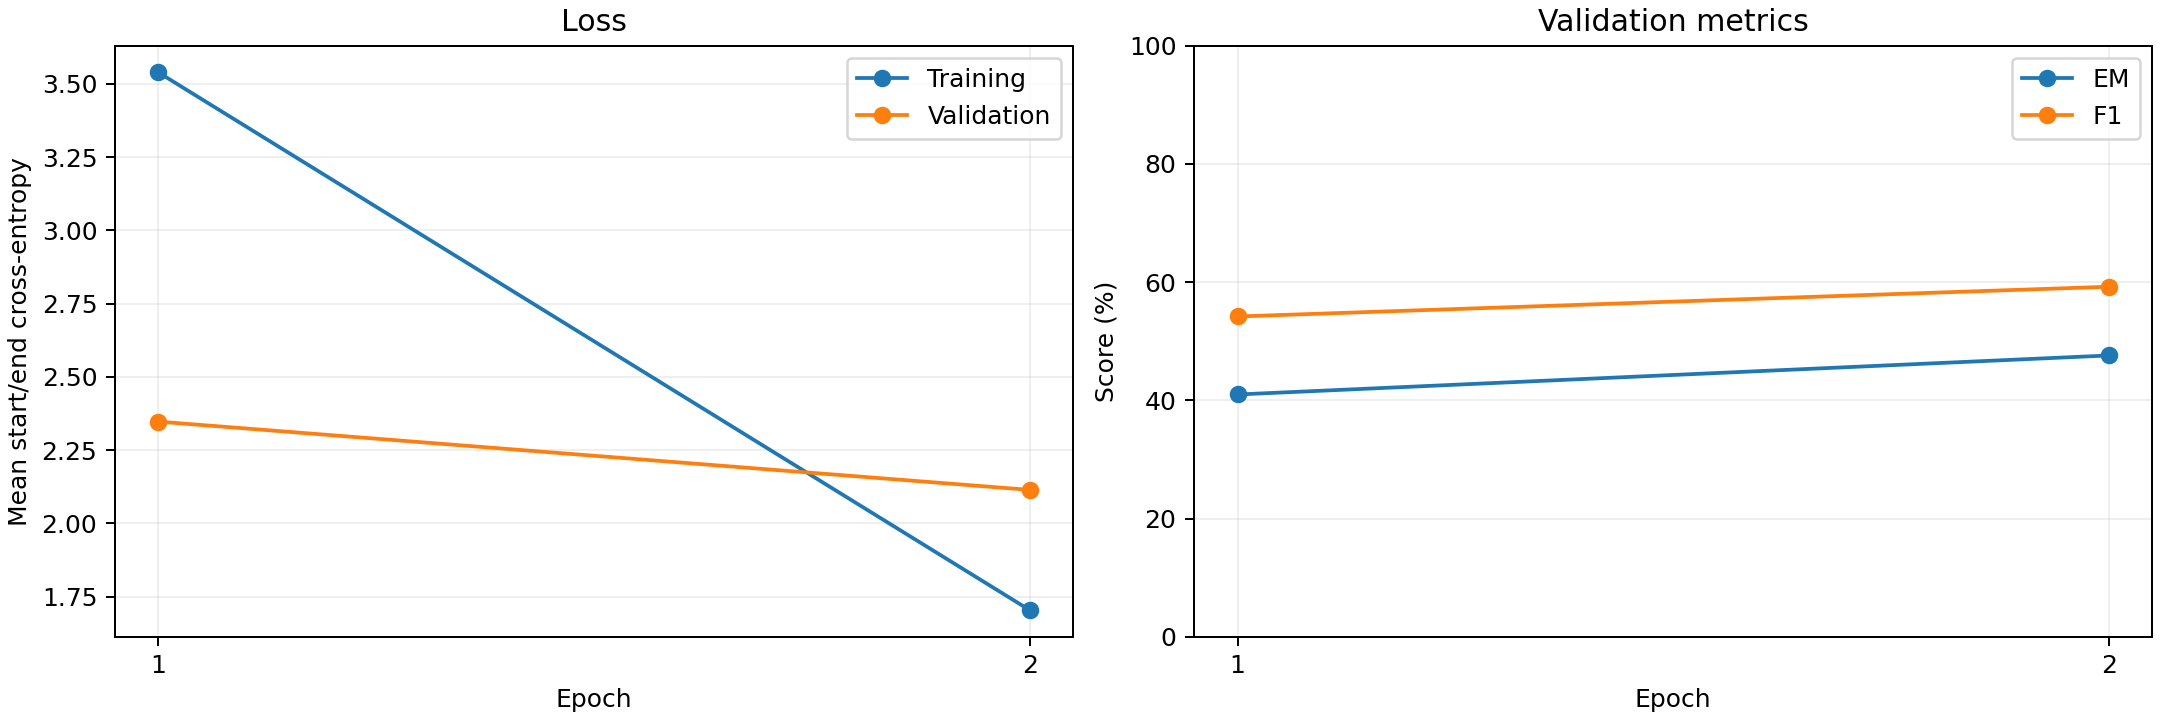 Loss
Mean start/end cross-entropy
3.50
3.25
3.00
2.75
2.50
2.25
2.00
1.75
Training
Validation
1
2
Epoch
Validation metrics
Score (%)
100
80
60
40
20
0
EM
F1
1
2
Epoch